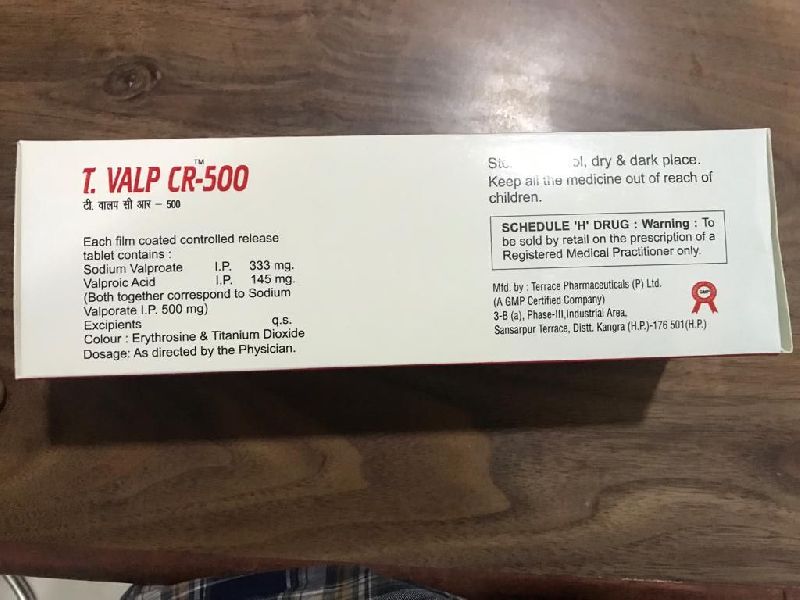 T. VALP CR-500
TM
टी. वालप सी आर - 500
Each film coated controlled release
tablet contains :
Sodium Valproate I.P. 333 mg.
Valproic Acid I.P. 145 mg.
(Both together correspond to Sodium
Valporate I.P. 500 mg)
Excipients q.s.
Colour : Erythrosine & Titanium Dioxide
Dosage: As directed by the Physician.
dry & dark place.
Keep all the medicine out of reach of
children.
SCHEDULE 'H' DRUG : Warning : To
be sold by retail on the prescription of a
Registered Medical Practitioner only.
Mfd. by : Terrace Pharmaceuticals (P) Ltd.
(A GMP Certified Company)
3-B (a), Phase-III, Industrial Area,
Sansarpur Terrace, Distt. Kangra (H.P.)-176 501(H.P.)
GMP